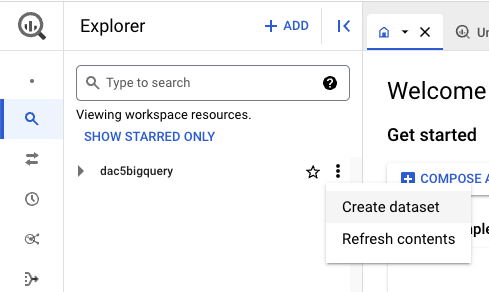 Explorer
+ ADD
Un
Type to search
?
Viewing workspace resources.
SHOW STARRED ONLY
dac5bigquery
Welcome
Get started
COMPOSE A
Create dataset
Refresh contents
mple